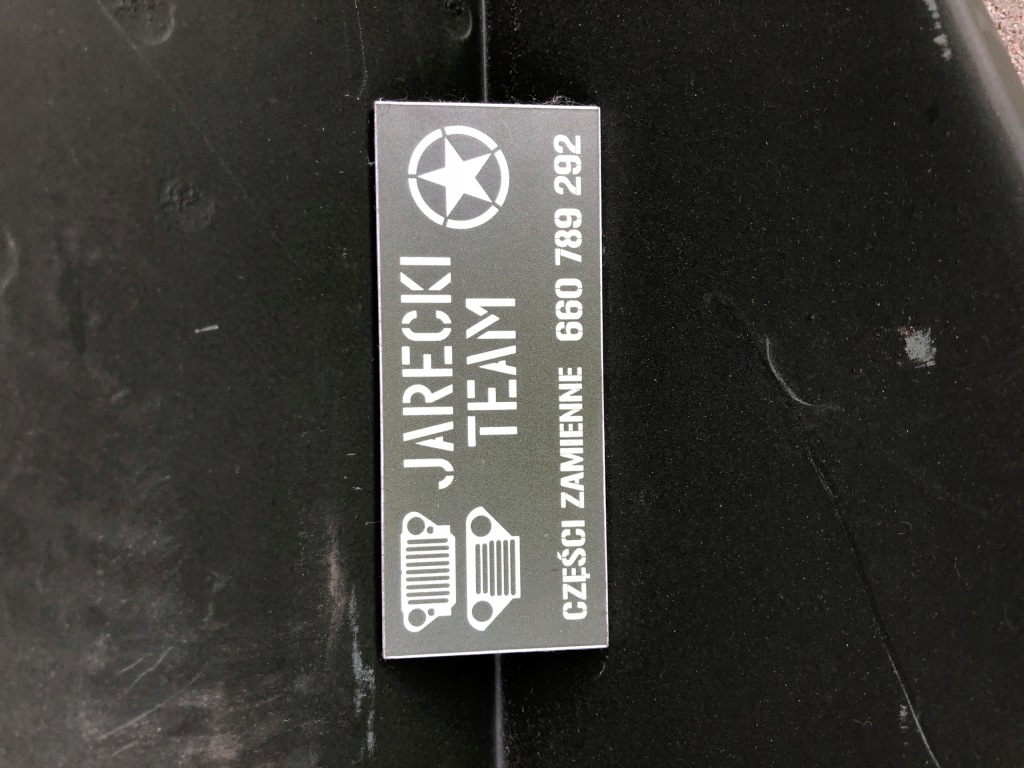 JARECKI
TEAM
CZĘŚCI ZAMIENNE 660 789 292